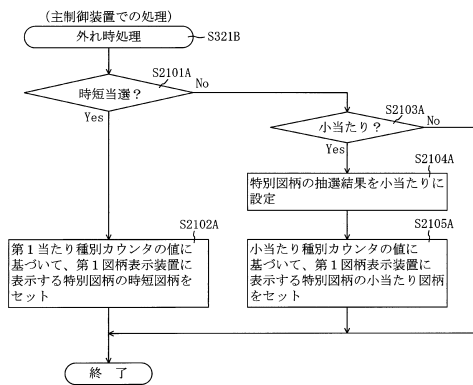 （主制御装置での処理）
外れ時処理
S321B
S2101A
時短当選？
No
Yes
S2103A
小当たり？
No
Yes
S2104A
特別図柄の抽選結果を小当たりに
設定
S2102A
第１当たり種別カウンタの値に
基づいて、第１図柄表示装置に
表示する特別図柄の時短図柄を
セット
S2105A
小当たり種別カウンタの値に
基づいて、第１図柄表示装置に
表示する特別図柄の小当たり図柄
をセット
終 了